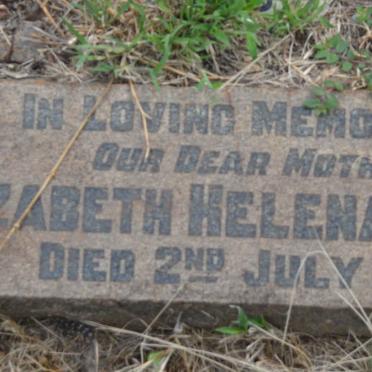 IN LOVING MEMO
OUR DEAR MOTH
ZABETH HELENA
DIED 2ND JULY